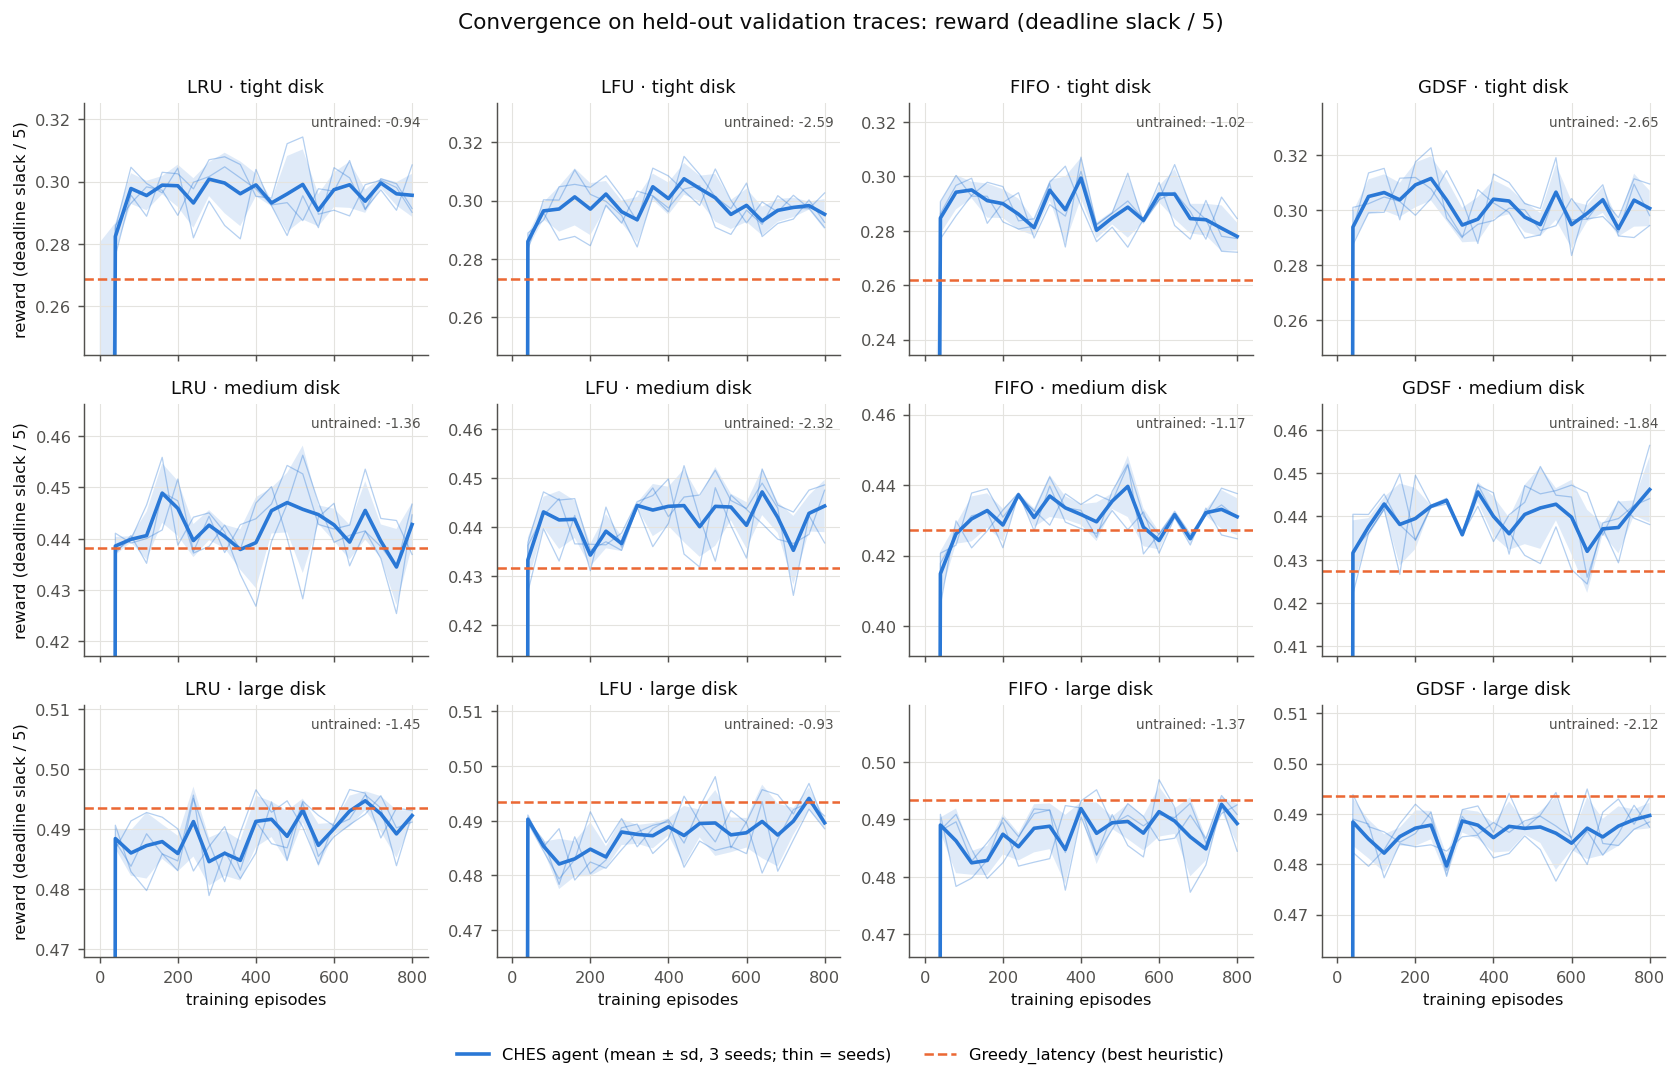 Convergence on held-out validation traces: reward (deadline slack / 5)
LRU · tight disk
LFU · tight disk
FIFO · tight disk
GDSF · tight disk
reward (deadline slack / 5)
0.32
0.30
0.28
0.26
untrained: -0.94
0.32
0.30
0.28
0.26
untrained: -2.59
0.32
0.30
0.28
0.26
0.24
untrained: -1.02
0.32
0.30
0.28
0.26
untrained: -2.65
LRU · medium disk
LFU · medium disk
FIFO · medium disk
GDSF · medium disk
reward (deadline slack / 5)
0.46
0.45
0.44
0.43
0.42
untrained: -1.36
0.46
0.45
0.44
0.43
0.42
untrained: -2.32
0.46
0.44
0.42
0.40
untrained: -1.17
0.46
0.45
0.44
0.43
0.42
0.41
untrained: -1.84
LRU · large disk
LFU · large disk
FIFO · large disk
GDSF · large disk
reward (deadline slack / 5)
0.51
0.50
0.49
0.48
0.47
untrained: -1.45
0.51
0.50
0.49
0.48
0.47
untrained: -0.93
0.50
0.49
0.48
0.47
untrained: -1.37
0.51
0.50
0.49
0.48
0.47
untrained: -2.12
0 200 400 600 800
0 200 400 600 800
0 200 400 600 800
0 200 400 600 800
training episodes
training episodes
training episodes
training episodes
CHES agent (mean ± sd, 3 seeds; thin = seeds)
Greedy_latency (best heuristic)